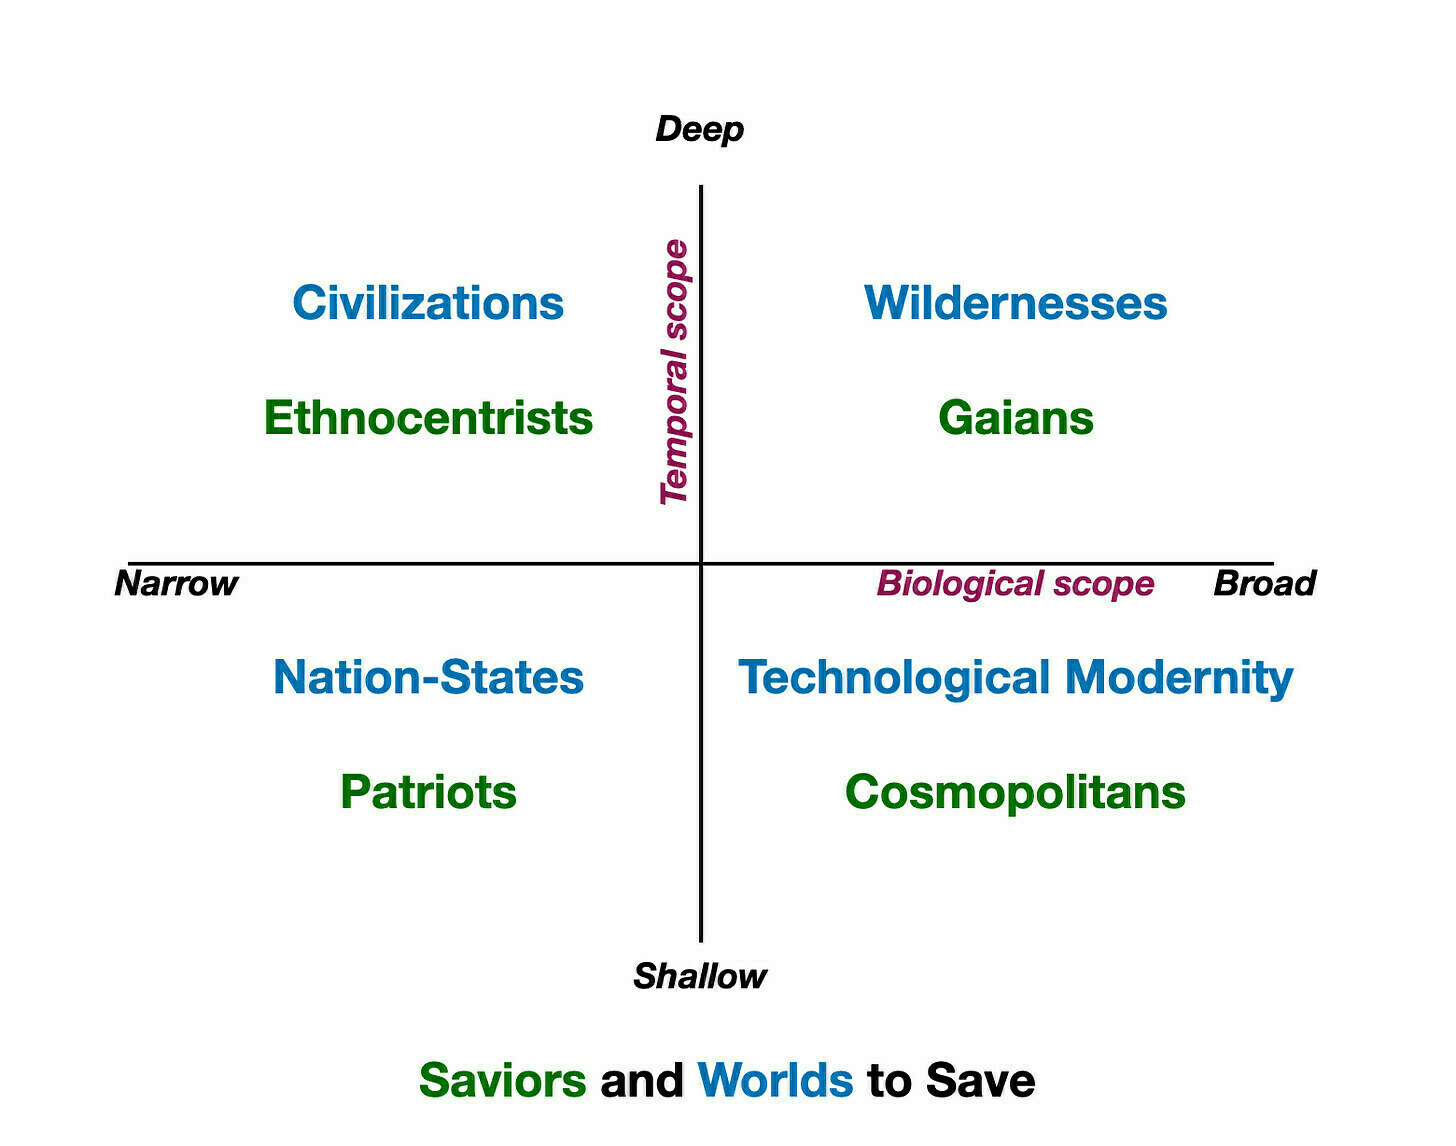 Deep
Temporal scope
Civilizations
Wildernesses
Ethnocentrists
Gaians
Narrow
Biological scope
Broad
Nation-States
Technological Modernity
Patriots
Cosmopolitans
Shallow
Saviors and Worlds to Save